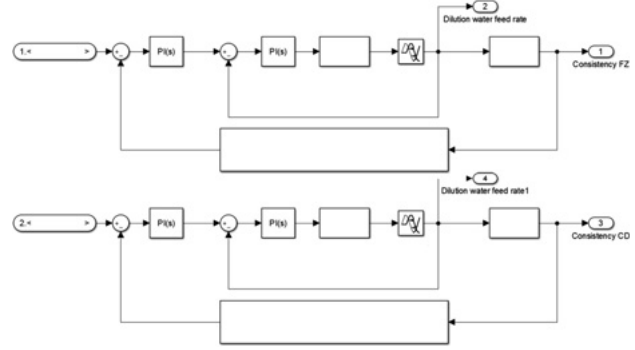 2
Dilution water feed rate
1.< >
+
-
PI(s)
+
-
PI(s)
1
Consistency FZ
4
Dilution water feed rate1
2.< >
+
-
PI(s)
+
-
PI(s)
3
Consistency CD